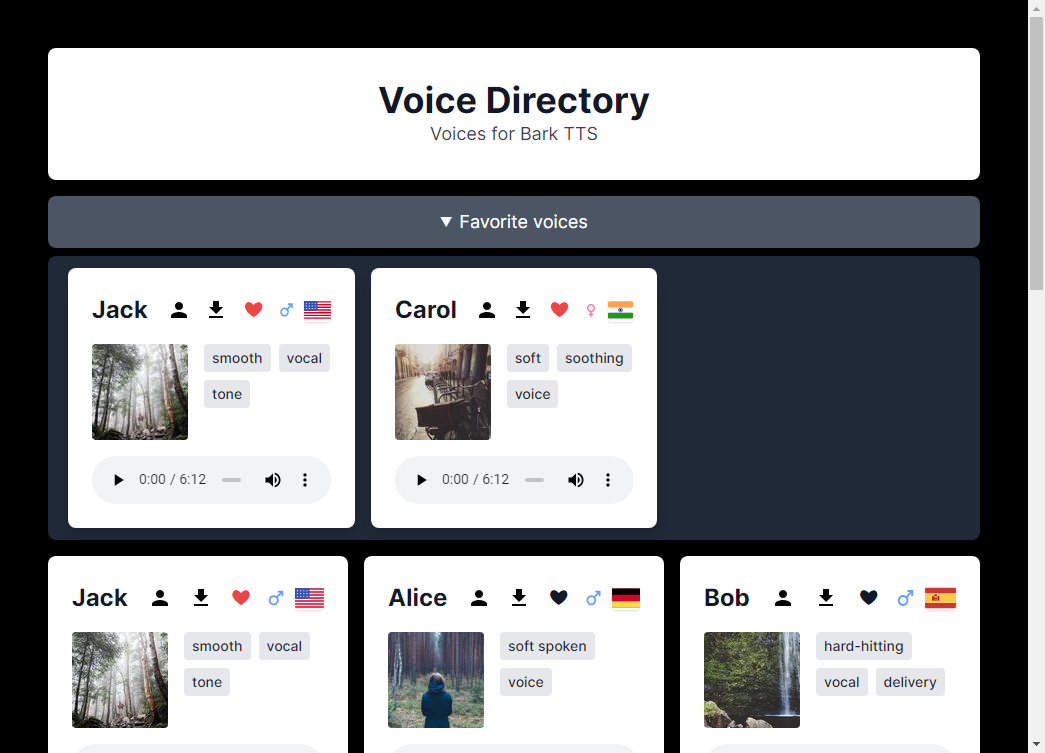 Voice Directory
Voices for Bark TTS
▼ Favorite voices
Jack
smooth vocal
tone
0:00 / 6:12
Carol
soft soothing
voice
0:00 / 6:12
Jack
smooth vocal
tone
Alice
soft spoken
voice
Bob
hard-hitting
vocal delivery